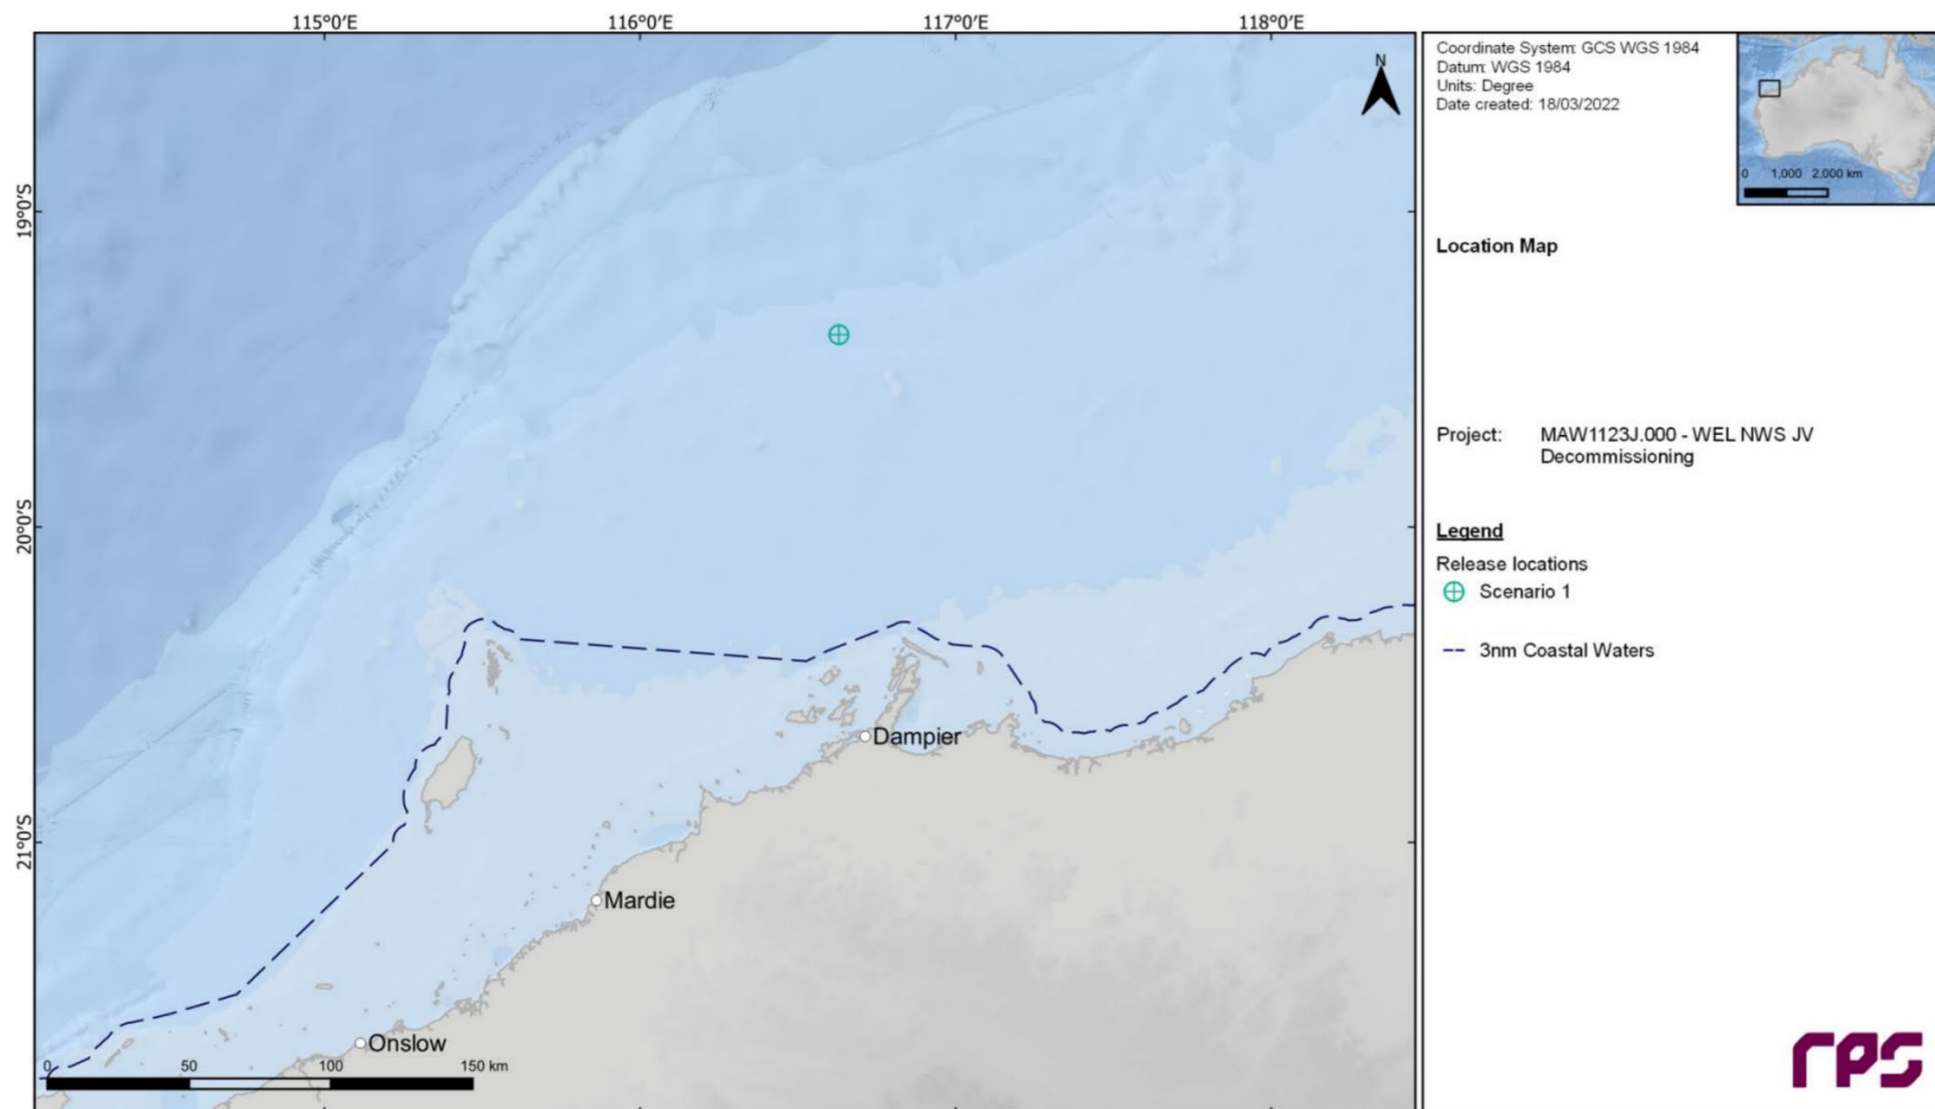 115°0'E 116°0'E 117°0'E 118°0'E
19°0'S
20°0'S
21°0'S
N
Dampier
Mardie
Onslow
0 50 100 150 km
Coordinate System: GCS WGS 1984
Datum: WGS 1984
Units: Degree
Date created: 18/03/2022
0 1,000 2,000 km
Location Map
Project: MAW1123J.000 - WEL NWS JV
Decommissioning
Legend
Release locations
Scenario 1
3nm Coastal Waters
rps